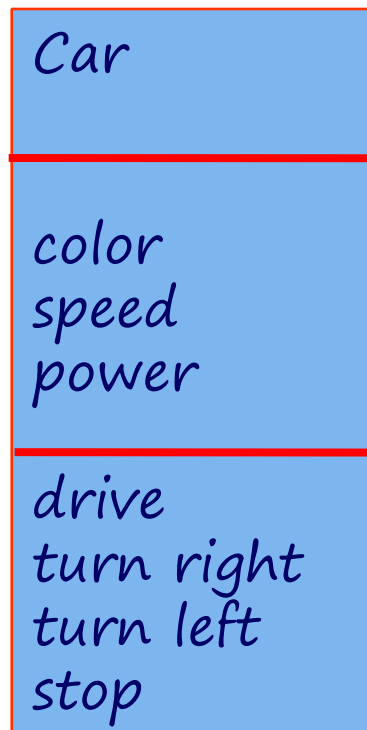 Car
color
speed
power
drive
turn right
turn left
stop